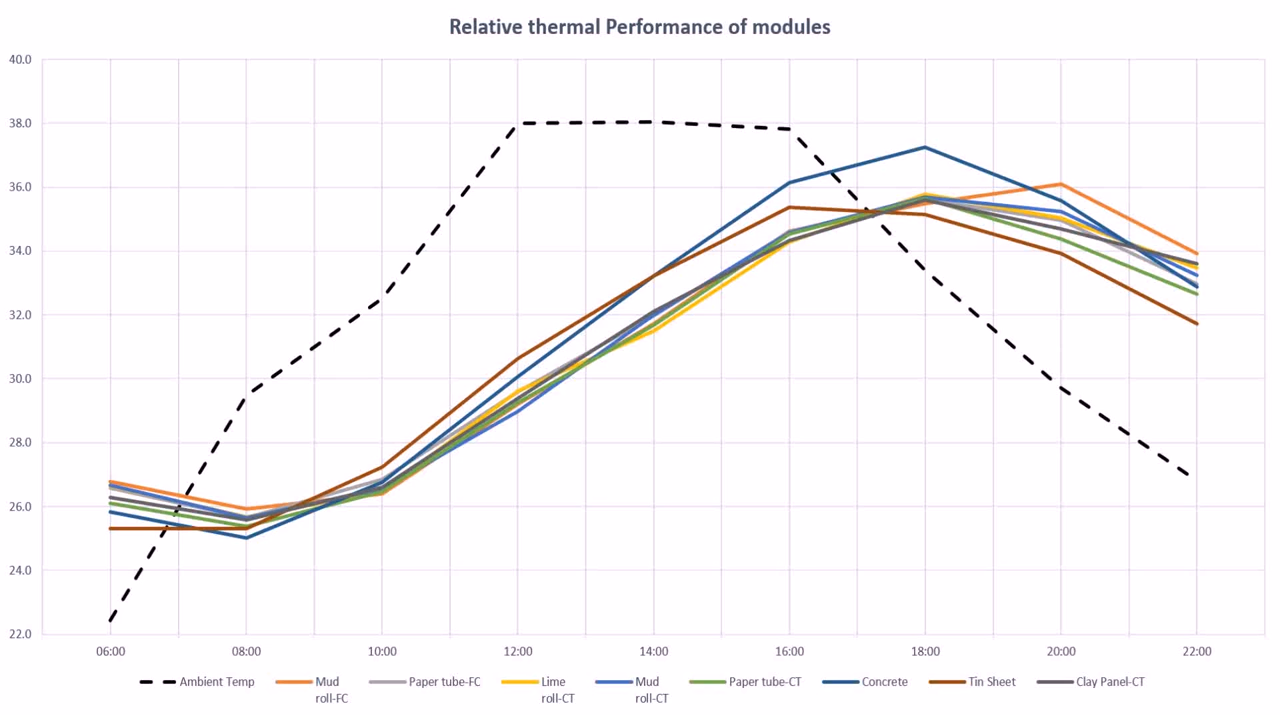 Relative thermal Performance of modules
40.0
38.0
36.0
34.0
32.0
30.0
28.0
26.0
24.0
22.0
06:00 08:00 10:00 12:00 14:00 16:00 18:00 20:00 22:00
Ambient Temp Mud Paper tube-FC Lime Mud Paper tube-CT Concrete Tin Sheet Clay Panel-CT
roll-FC roll-CT roll-CT